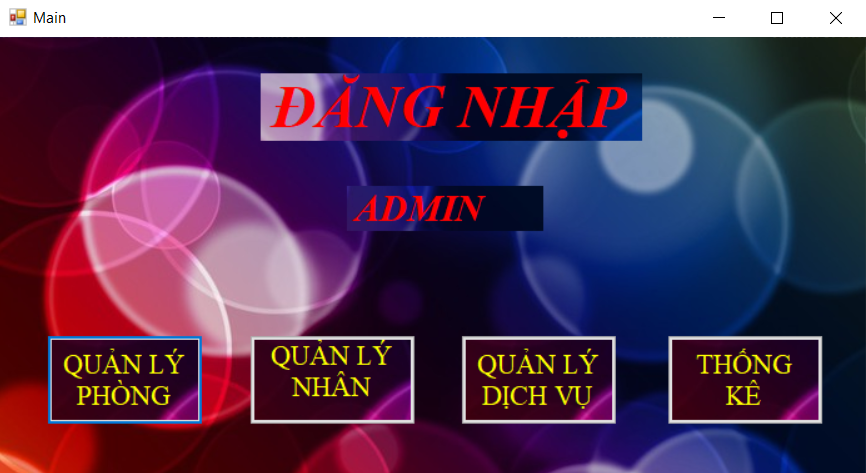 Main
ĐĂNG NHẬP
ADMIN
QUẢN LÝ
PHÒNG
QUẢN LÝ
NHÂN
QUẢN LÝ
DỊCH VỤ
THỐNG
KÊ